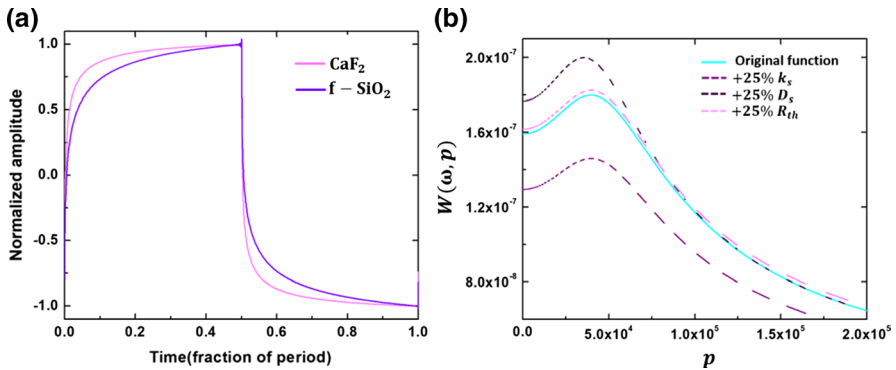 (a)
Normalized amplitude
1.0
0.5
0.0
-0.5
-1.0
CaF₂
f − SiO₂
0.0 0.2 0.4 0.6 0.8 1.0
Time(fraction of period)
(b)
W(ω, p)
2.0x10⁻⁷
1.6x10⁻⁷
1.2x10⁻⁷
8.0x10⁻⁸
Original function
+25% kₛ
+25% Dₛ
+25% Rₜₕ
0.0 5.0x10⁴ 1.0x10⁵ 1.5x10⁵ 2.0x10⁵
p